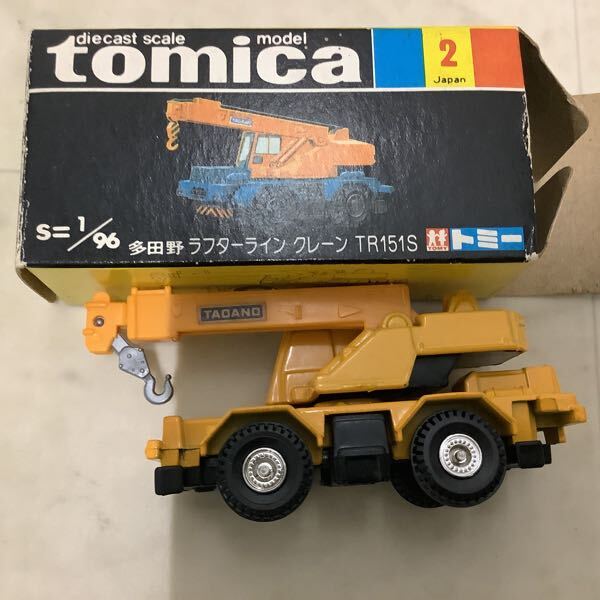 diecast scale model
tomica
2
Japan
TADANO
S=1/96 多田野 ラフターライン クレーン TR151S
TOMY トミー
TADANO